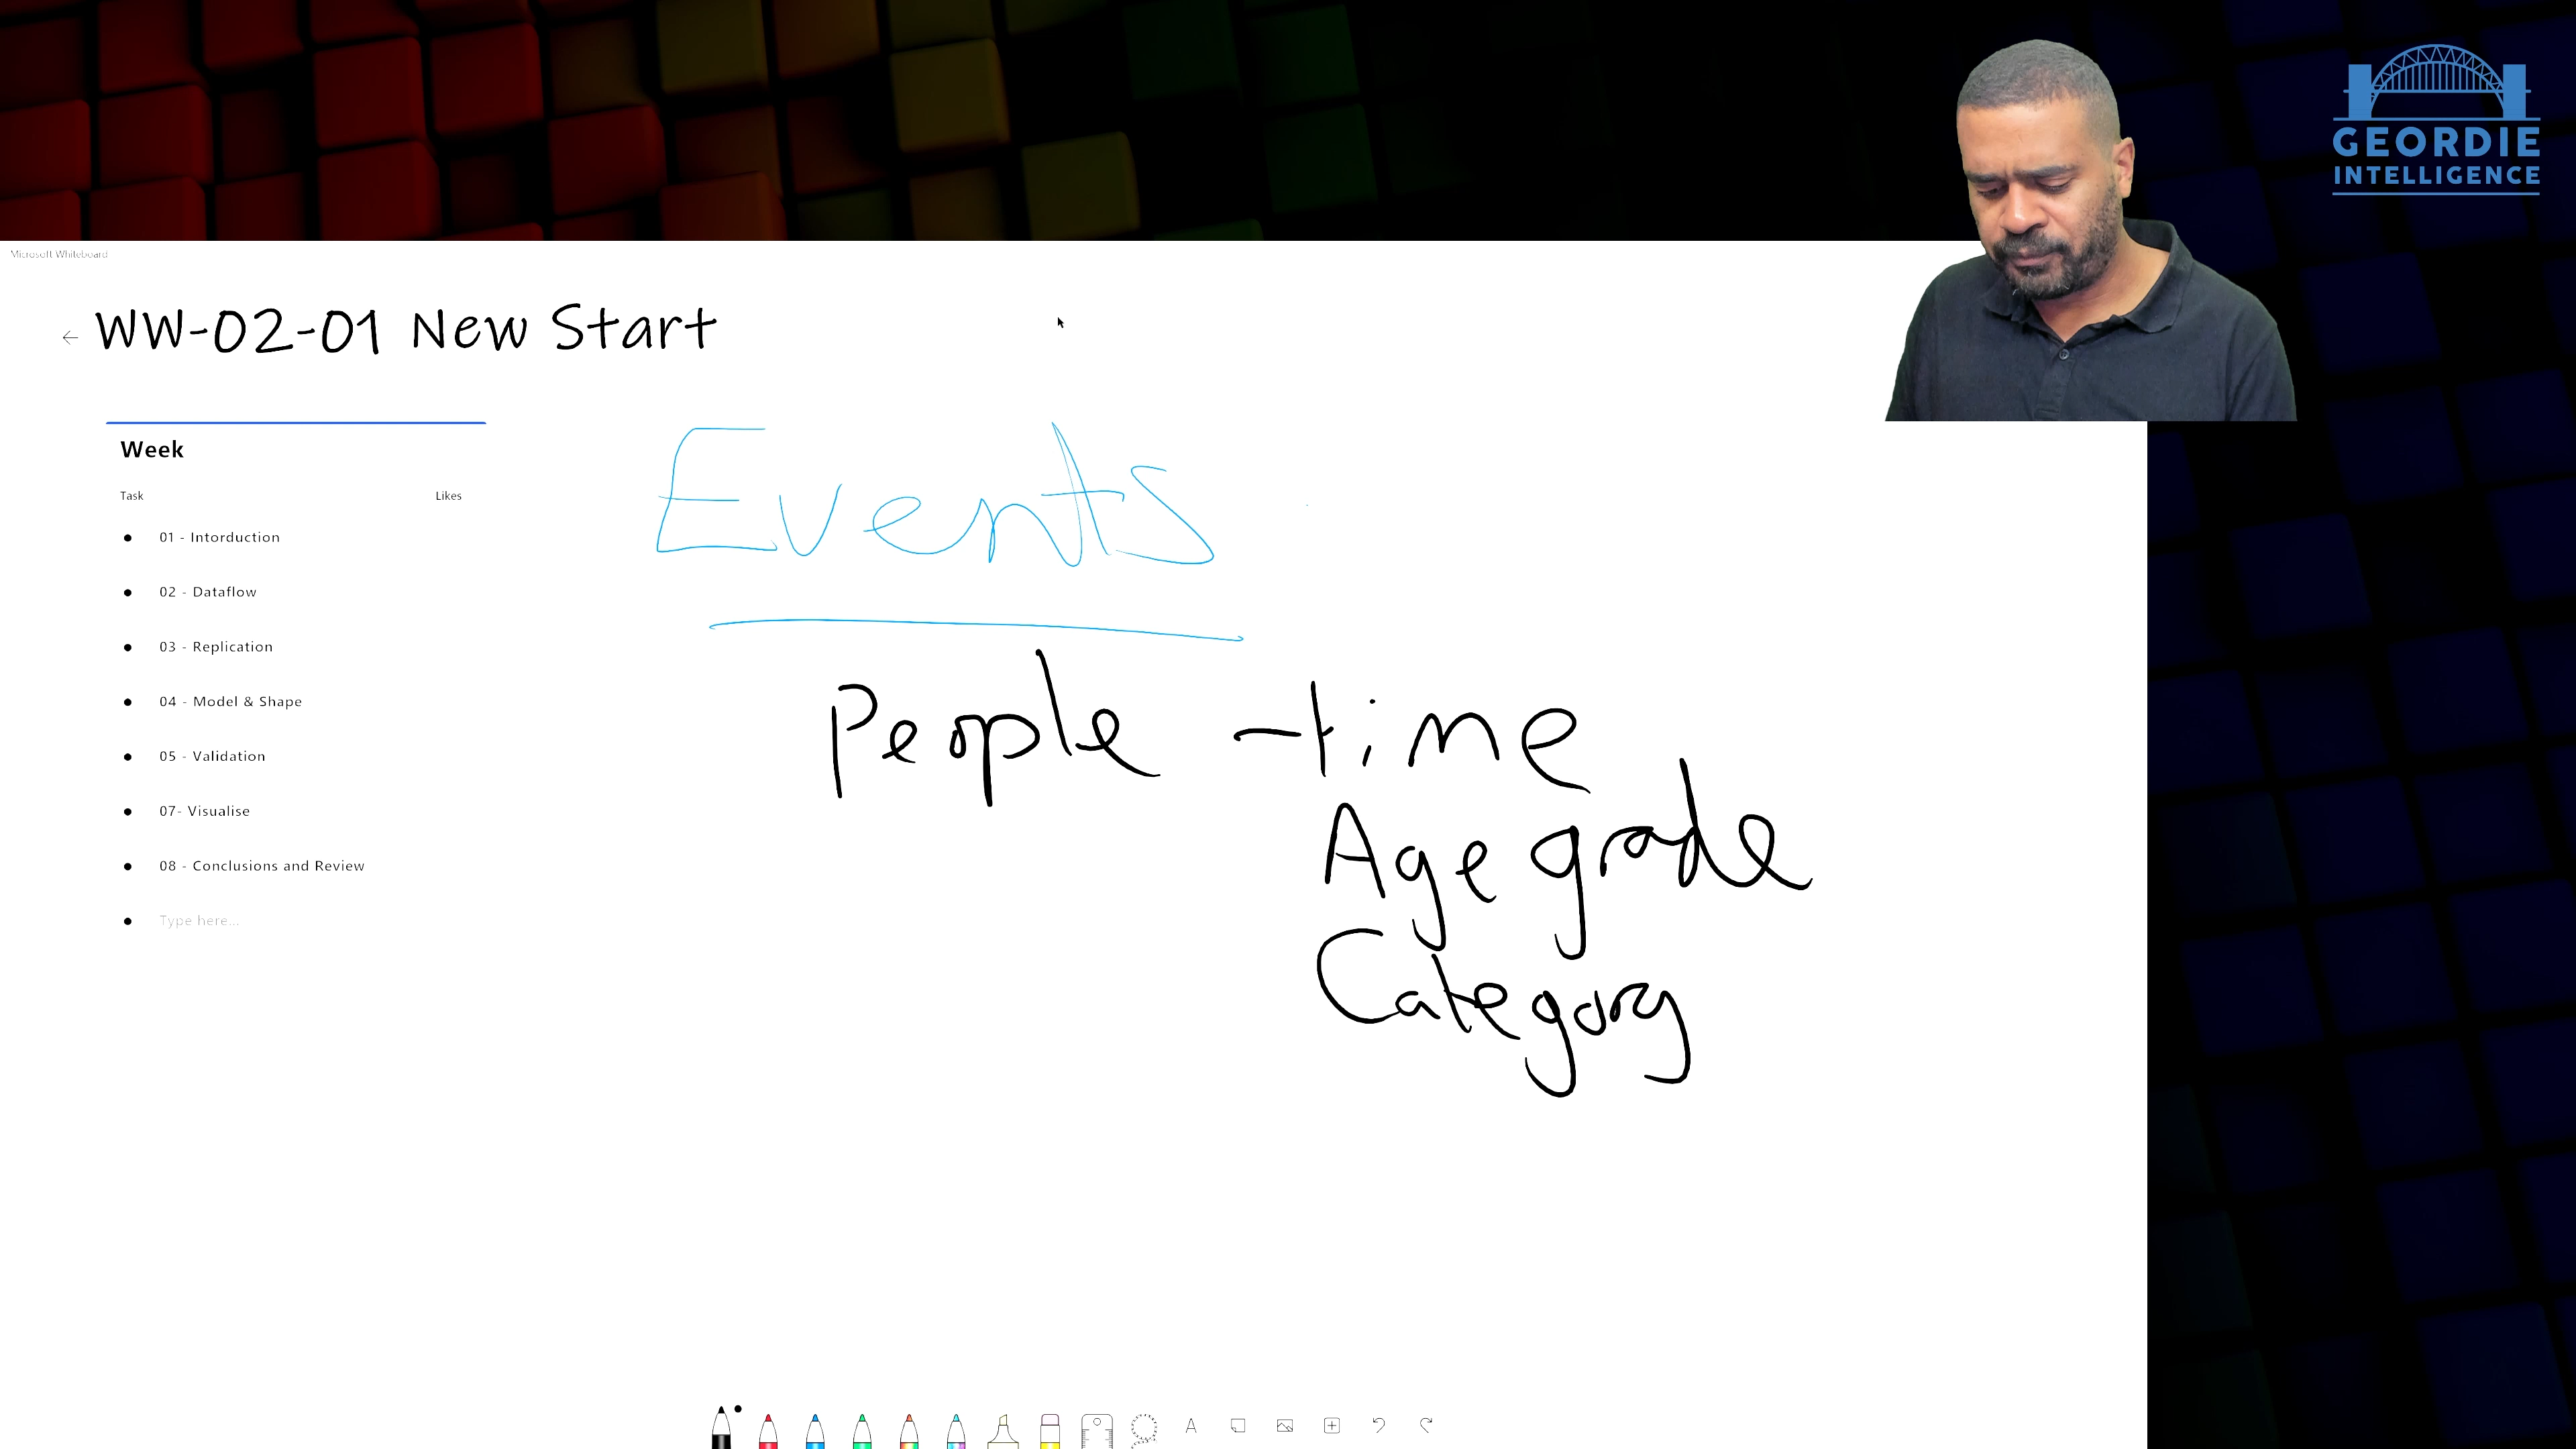 GEORDIE
INTELLIGENCE
Microsoft Whiteboard
WW-02-01 New Start
Week
Task Likes
01 - Intorduction
02 - Dataflow
03 - Replication
04 - Model & Shape
05 - Validation
07- Visualise
08 - Conclusions and Review
Type here...
Events
People - time
Age grade
Category
A